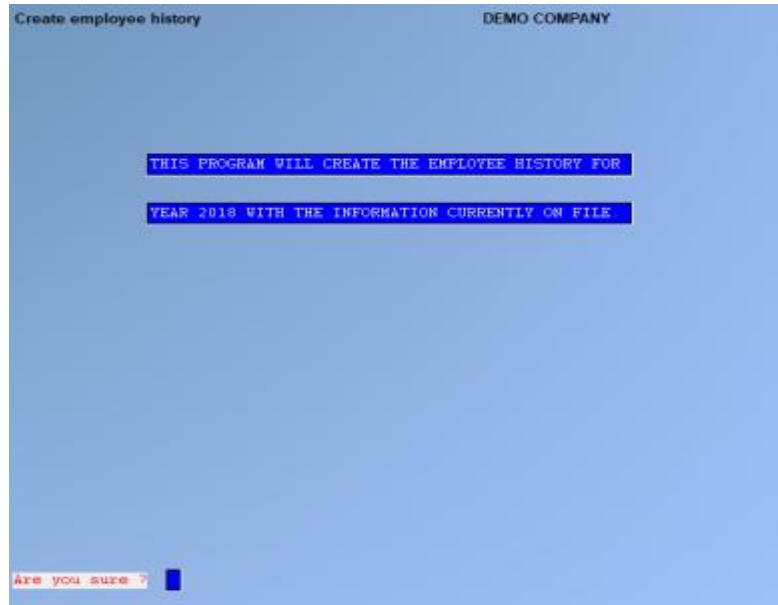 Create employee history DEMO COMPANY
THIS PROGRAM WILL CREATE THE EMPLOYEE HISTORY FOR
YEAR 2018 WITH THE INFORMATION CURRENTLY ON FILE
Are you sure ?